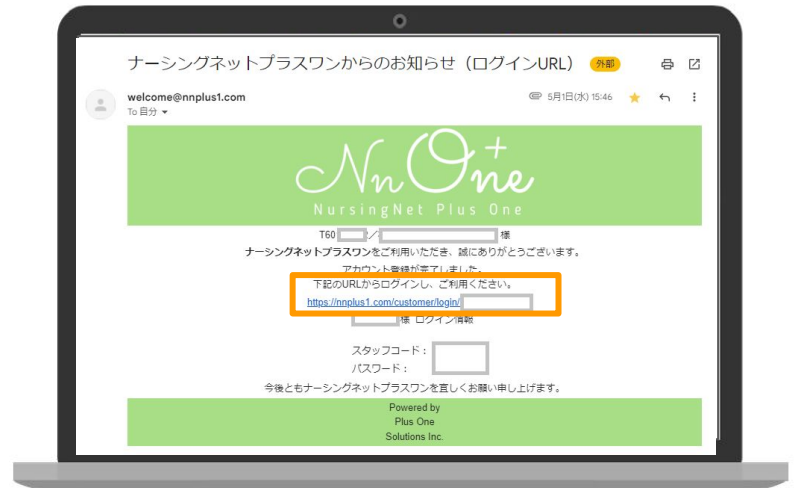 ナーシングネットプラスワンからのお知らせ（ログインURL） 外部
welcome@nnplus1.com 5月1日(水) 15:46
To 自分
NnOne+
NursingNet Plus One
T60 ／ 様
ナーシングネットプラスワンをご利用いただき、誠にありがとうございます。
アカウント登録が完了しました。
下記のURLからログインし、ご利用ください。
https://nnplus1.com/customer/login/
様 ログイン情報
スタッフコード：
パスワード：
今後ともナーシングネットプラスワンを宜しくお願い申し上げます。
Powered by
Plus One
Solutions Inc.